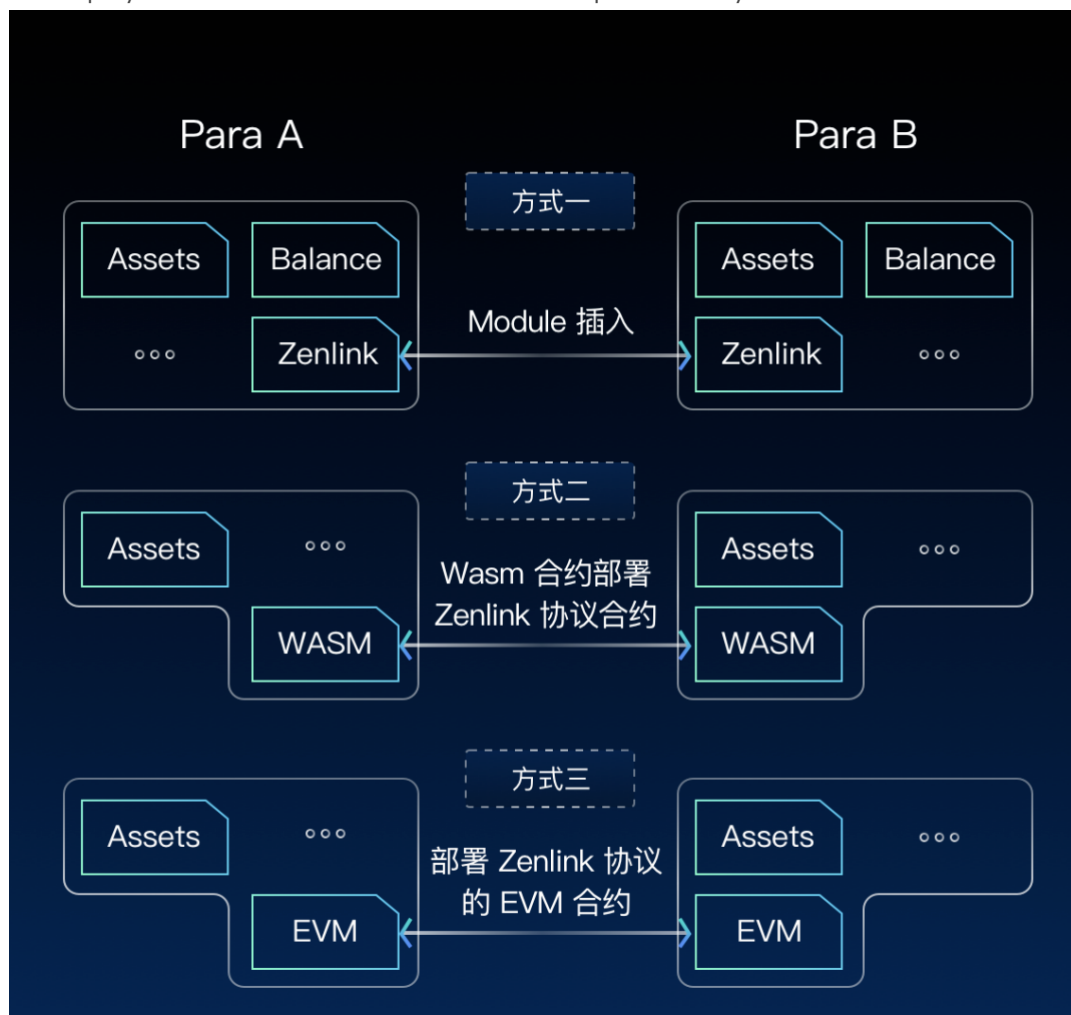 Para A
Para B
方式一
Assets
Balance
Assets
Balance
Module 插入
Zenlink
Zenlink
方式二
Assets
Assets
Wasm 合约部署
Zenlink 协议合约
WASM
WASM
方式三
Assets
Assets
部署 Zenlink 协议
的 EVM 合约
EVM
EVM